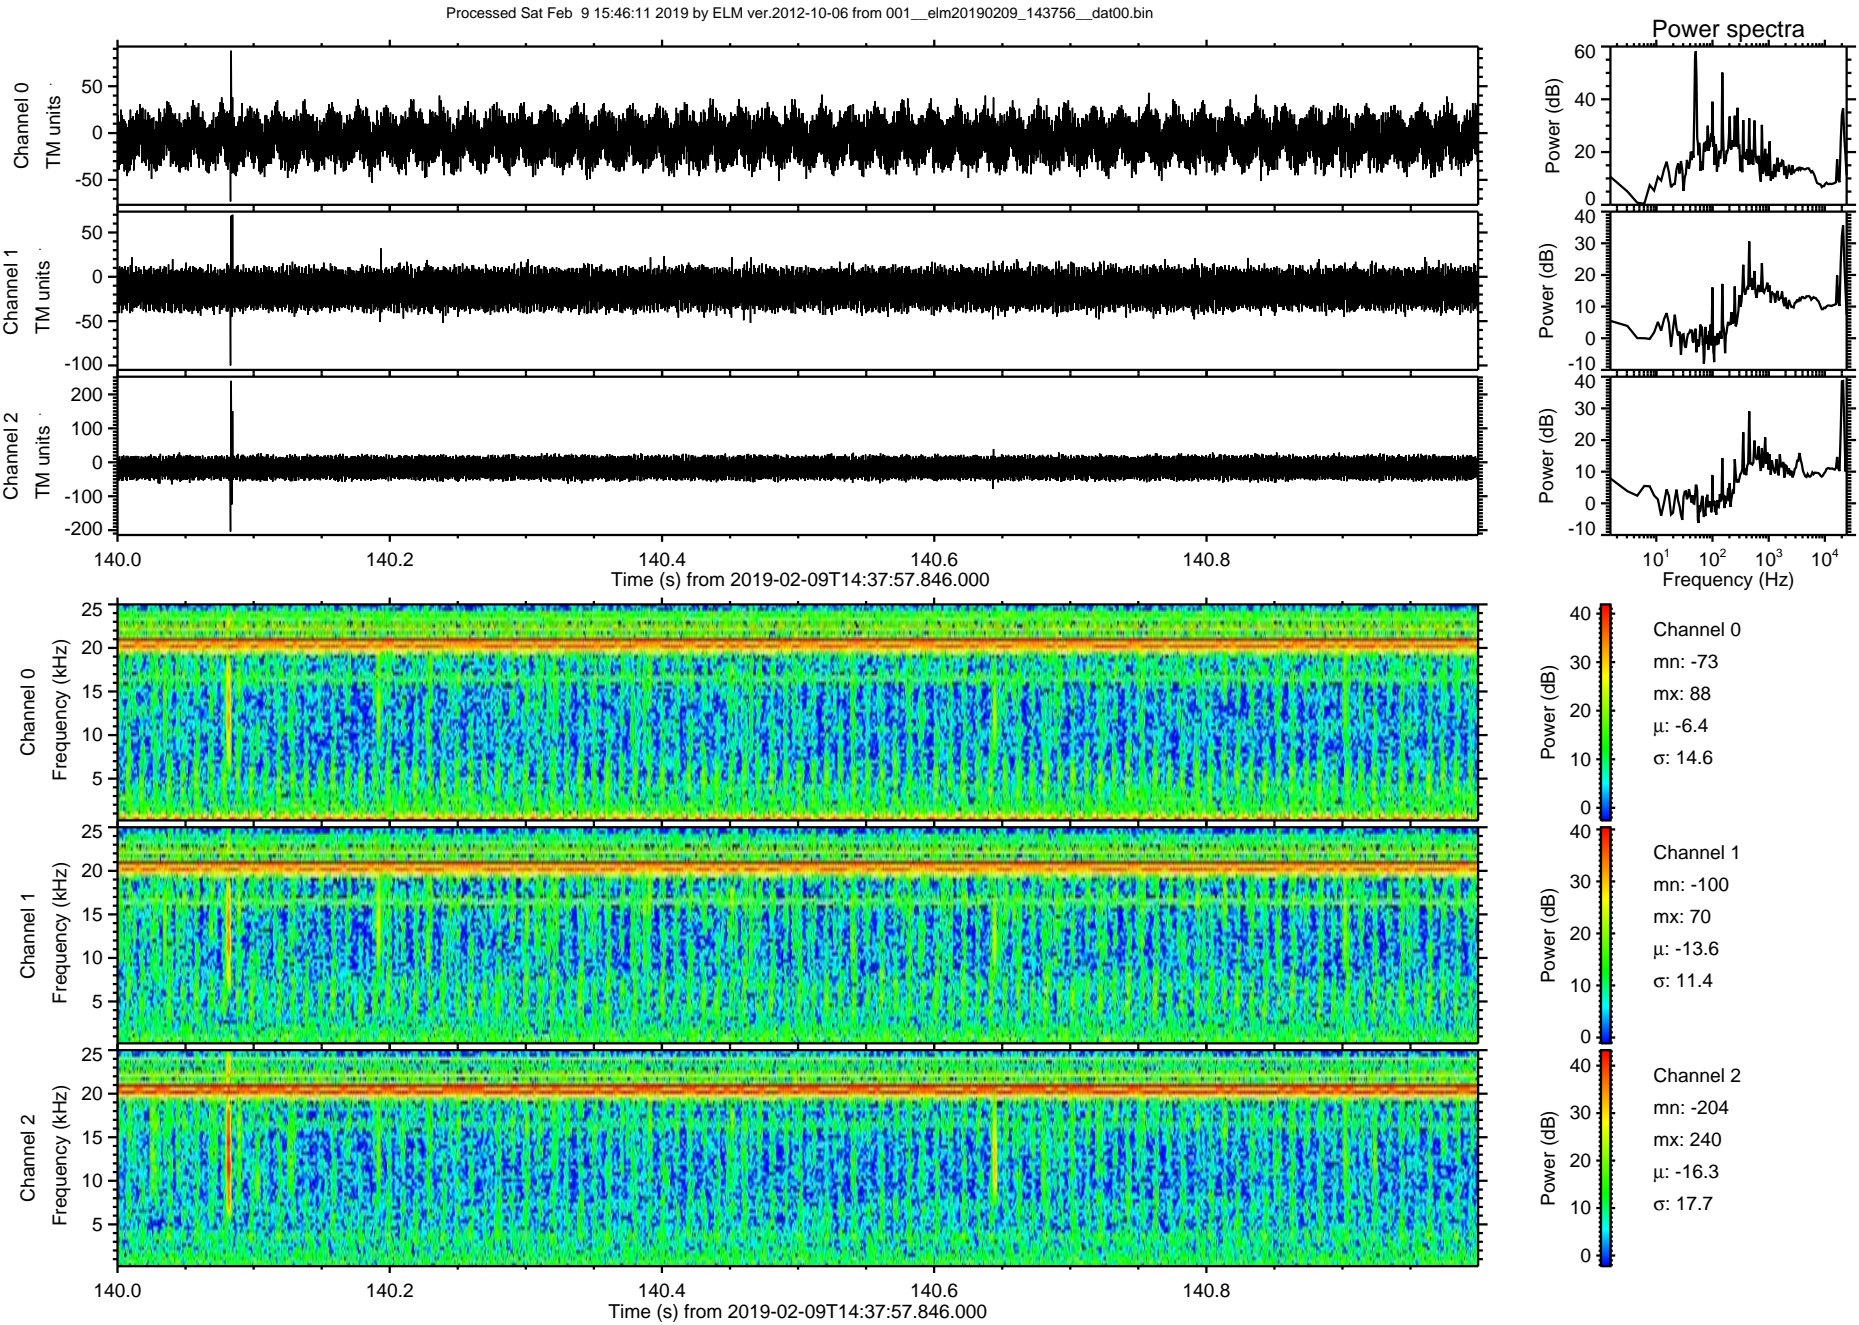 Processed Sat Feb  9 15:46:11 2019 by ELM ver.2012-10-06 from 001__elm20190209_143756__dat00.bin
Power spectra
Channel 0
TM units
50
0
-50
Power (dB)
60
40
20
0
Channel 1
TM units
50
0
-50
-100
Power (dB)
40
30
20
10
0
-10
Channel 2
TM units
200
100
0
-100
-200
Power (dB)
40
30
20
10
0
-10
140.0 140.2 140.4 140.6 140.8
Time (s) from 2019-02-09T14:37:57.846.000
10¹ 10² 10³ 10⁴
Frequency (Hz)
Channel 0
Frequency (kHz)
25
20
15
10
5
Power (dB)
40
30
20
10
0
Channel 0
mn: -73
mx: 88
μ: -6.4
σ: 14.6
Channel 1
Frequency (kHz)
25
20
15
10
5
Power (dB)
40
30
20
10
0
Channel 1
mn: -100
mx: 70
μ: -13.6
σ: 11.4
Channel 2
Frequency (kHz)
25
20
15
10
5
Power (dB)
40
30
20
10
0
Channel 2
mn: -204
mx: 240
μ: -16.3
σ: 17.7
140.0 140.2 140.4 140.6 140.8
Time (s) from 2019-02-09T14:37:57.846.000